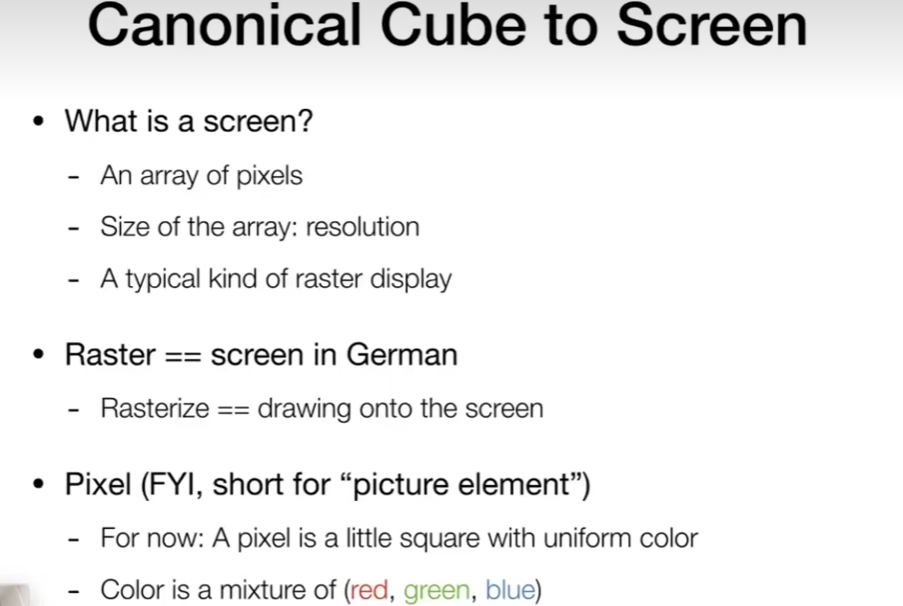 Canonical Cube to Screen
• What is a screen?
- An array of pixels
- Size of the array: resolution
- A typical kind of raster display
• Raster == screen in German
- Rasterize == drawing onto the screen
• Pixel (FYI, short for “picture element”)
- For now: A pixel is a little square with uniform color
- Color is a mixture of (red, green, blue)